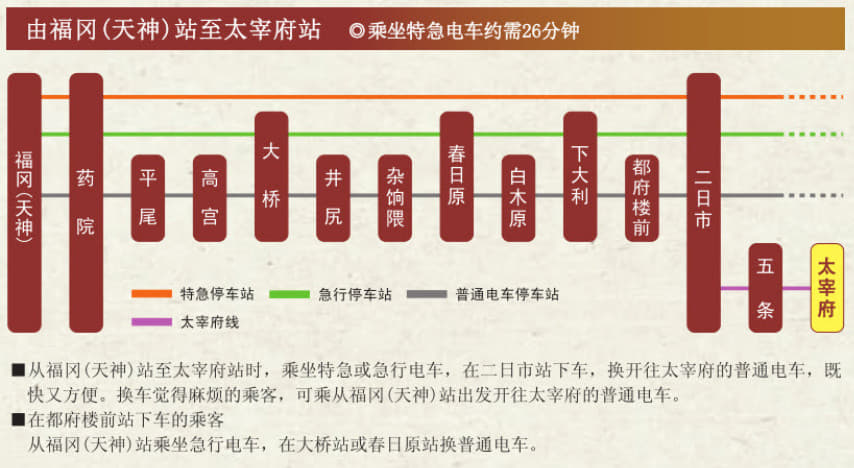 由福冈(天神)站至太宰府站 ◎乘坐特急电车约需26分钟
福冈(天神)
药院
平尾
高宫
大桥
井尻
杂饷隈
春日原
白木原
下大利
都府楼前
二日市
五条
太宰府
特急停车站 急行停车站 普通电车停车站
太宰府线
■从福冈(天神)站至太宰府站时，乘坐特急或急行电车，在二日市站下车，换开往太宰府的普通电车，既
快又方便。换车觉得麻烦的乘客，可乘从福冈(天神)站出发开往太宰府的普通电车。
■在都府楼前站下车的乘客
从福冈(天神)站乘坐急行电车，在大桥站或春日原站换普通电车。